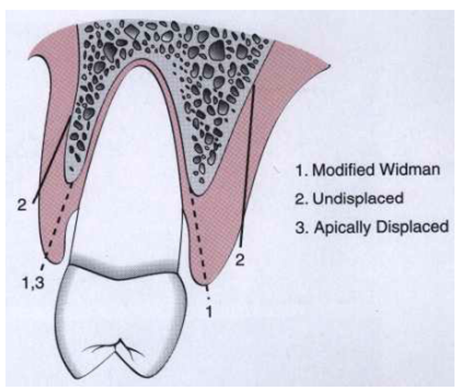 1. Modified Widman
2. Undisplaced
3. Apically Displaced
2
2
1,3
1